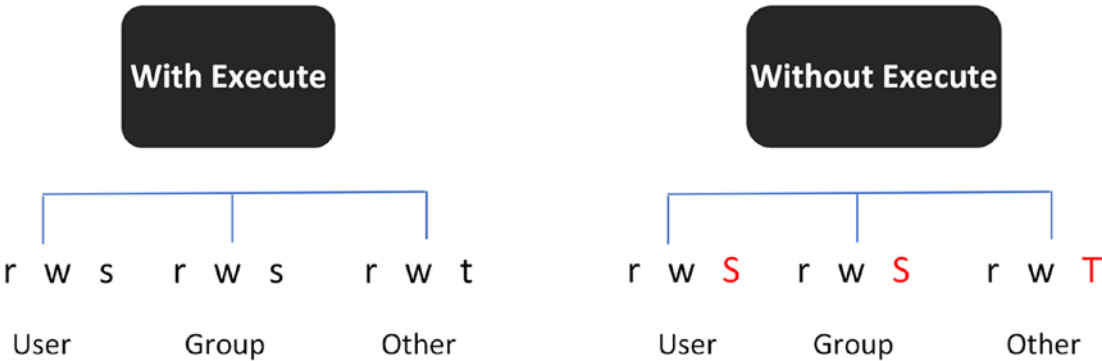 With Execute
Without Execute
r w s r w s r w t
r w S r w S r w T
User Group Other
User Group Other